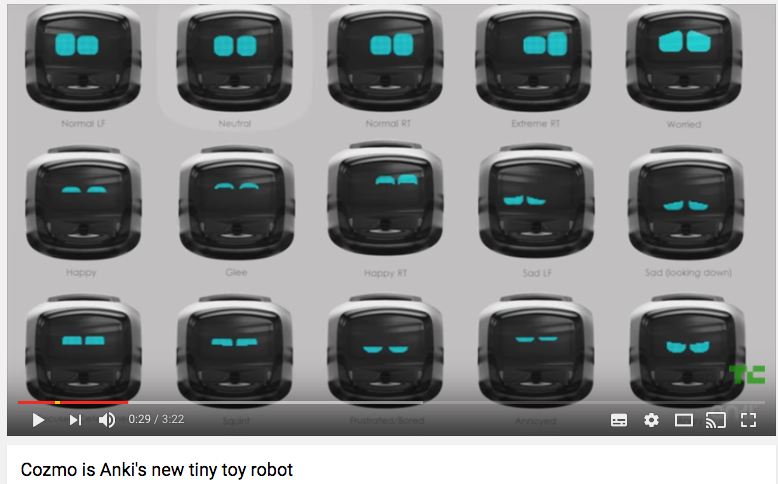 Normal LF
Neutral
Normal RT
Extreme RT
Worried
Happy
Glee
Happy RT
Sad LF
Sad (looking down)
Squint
Frustrated/Bored
Annoyed
TC
0:29 / 3:22
Cozmo is Anki's new tiny toy robot